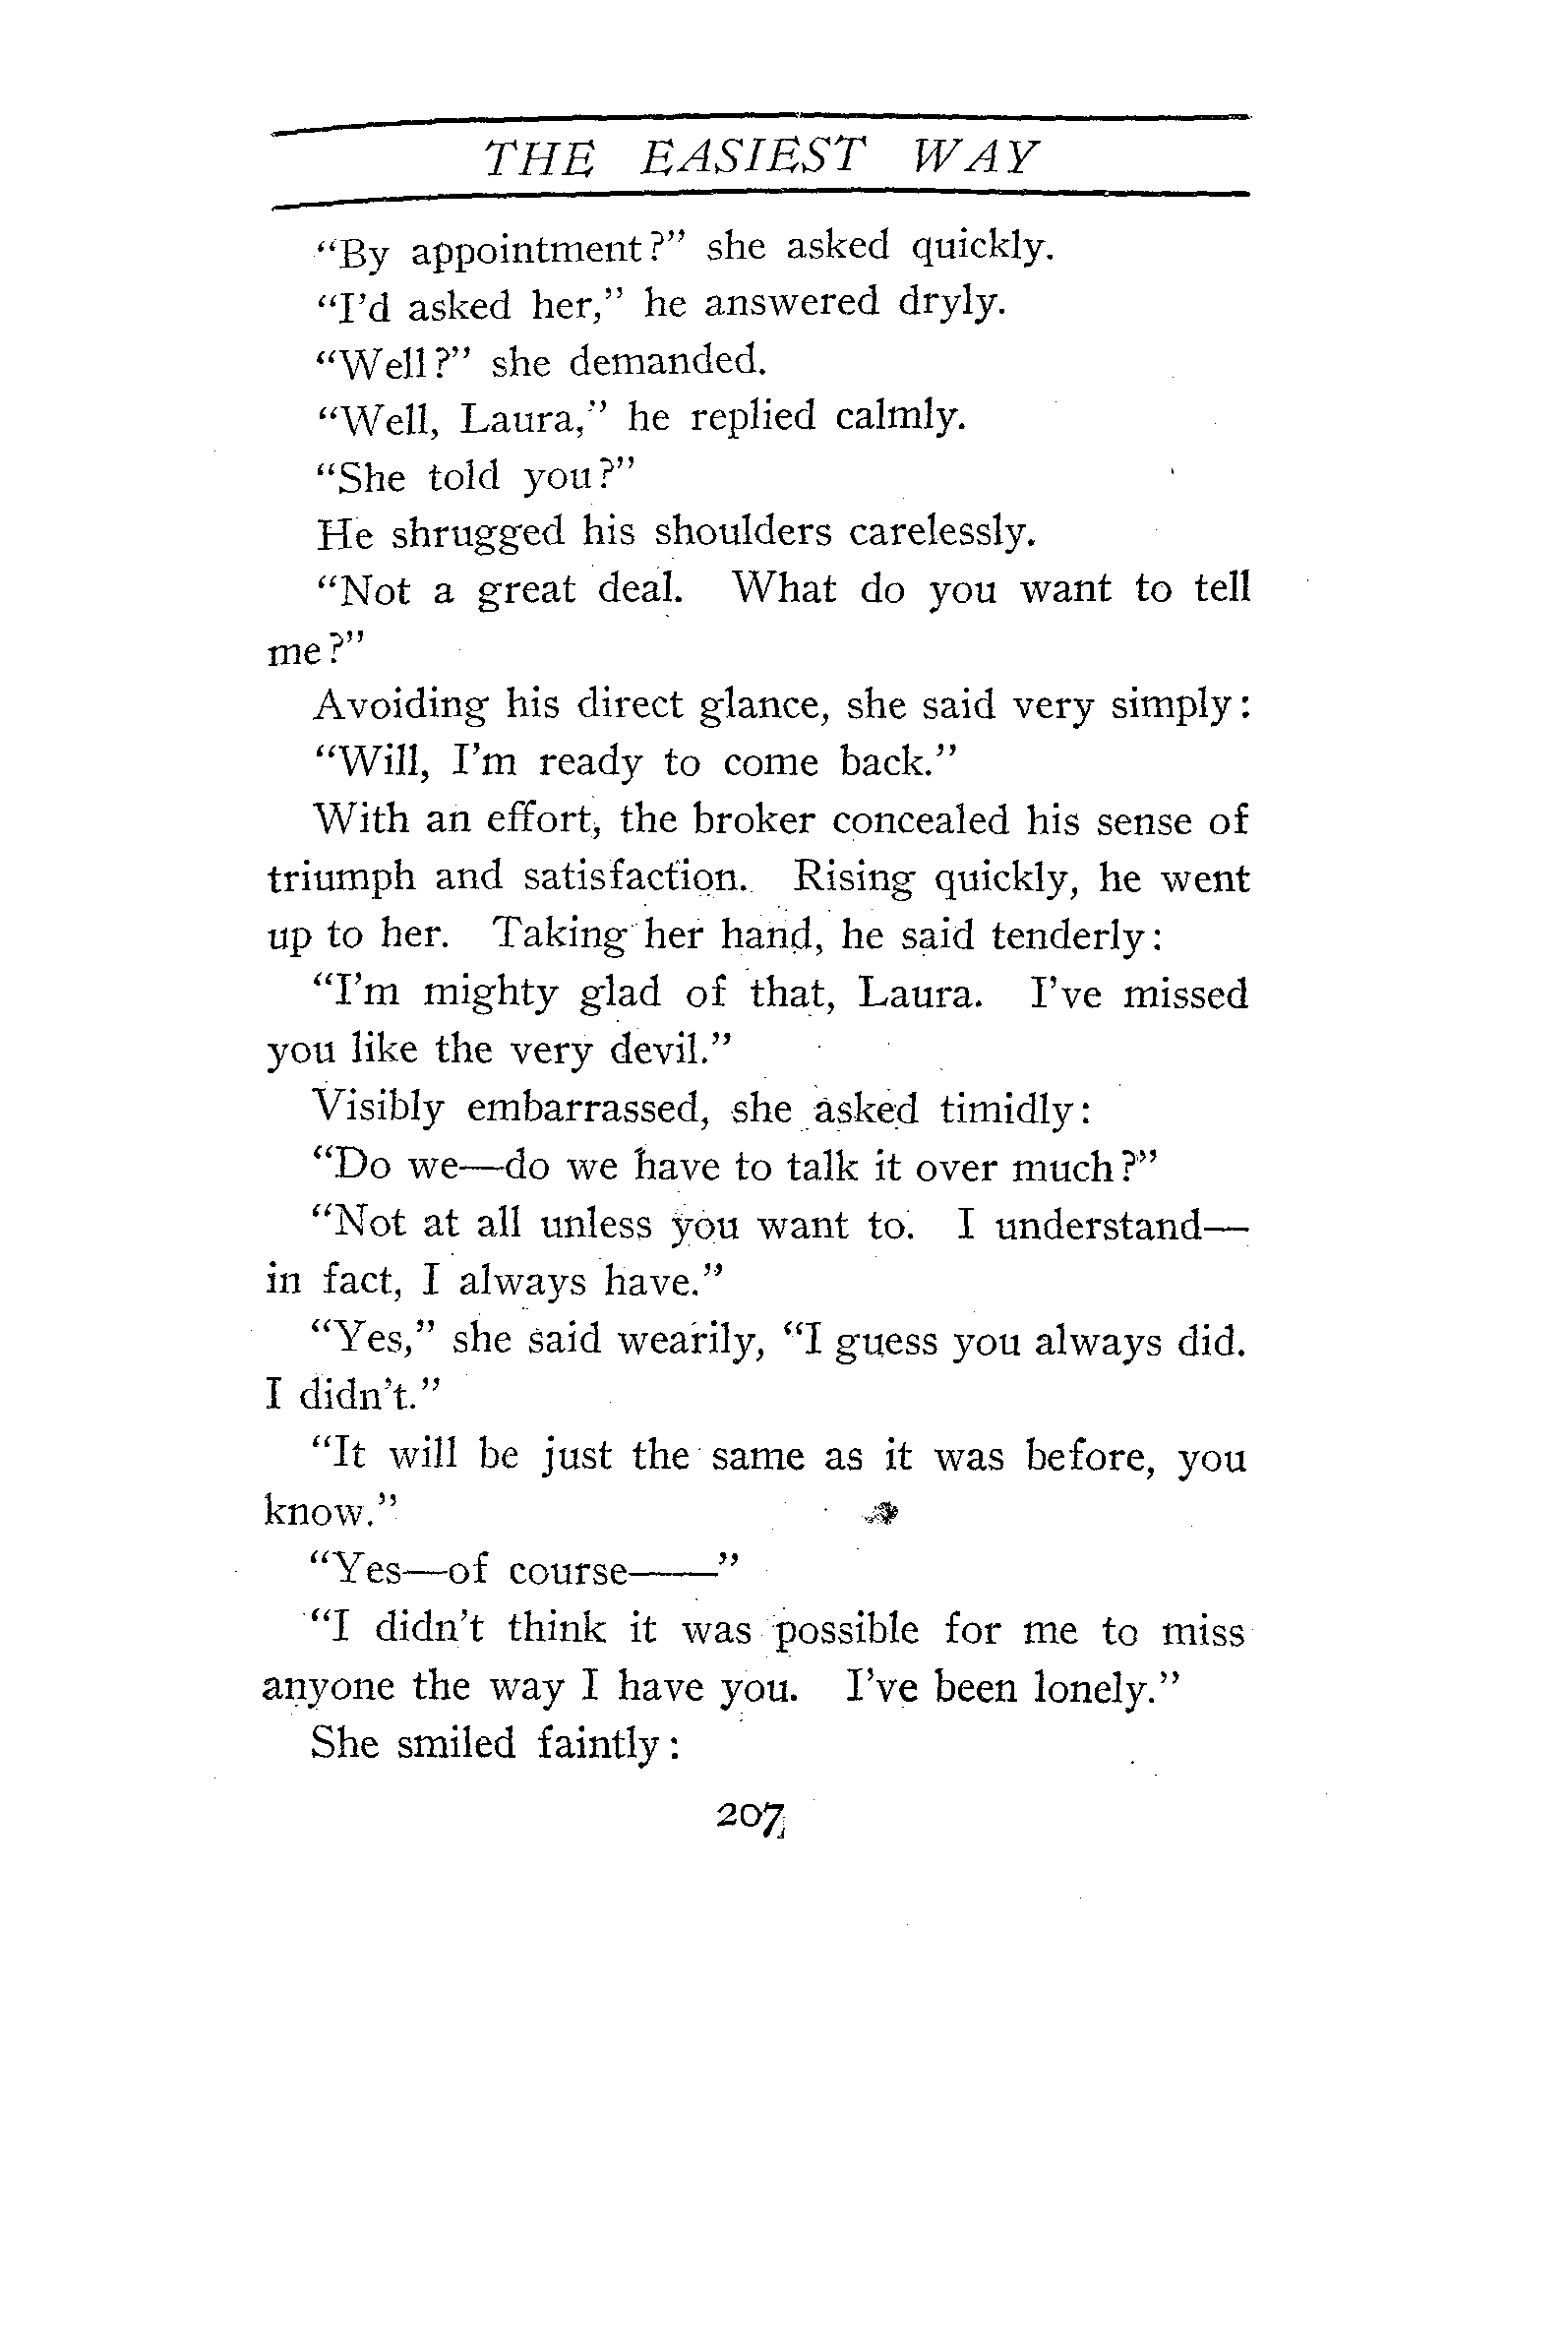 THE EASIEST WAY
“By appointment?” she asked quickly.
“I’d asked her,” he answered dryly.
“Well?” she demanded.
“Well, Laura,” he replied calmly.
“She told you?”
He shrugged his shoulders carelessly.
“Not a great deal. What do you want to tell
me?”
Avoiding his direct glance, she said very simply:
“Will, I’m ready to come back.”
With an effort, the broker concealed his sense of
triumph and satisfaction. Rising quickly, he went
up to her. Taking her hand, he said tenderly:
“I’m mighty glad of that, Laura. I’ve missed
you like the very devil.”
Visibly embarrassed, she asked timidly:
“Do we—do we have to talk it over much?”
“Not at all unless you want to. I understand—
in fact, I always have.”
“Yes,” she said wearily, “I guess you always did.
I didn’t.”
“It will be just the same as it was before, you
know.”
“Yes—of course——”
“I didn’t think it was possible for me to miss
anyone the way I have you. I’ve been lonely.”
She smiled faintly:
207